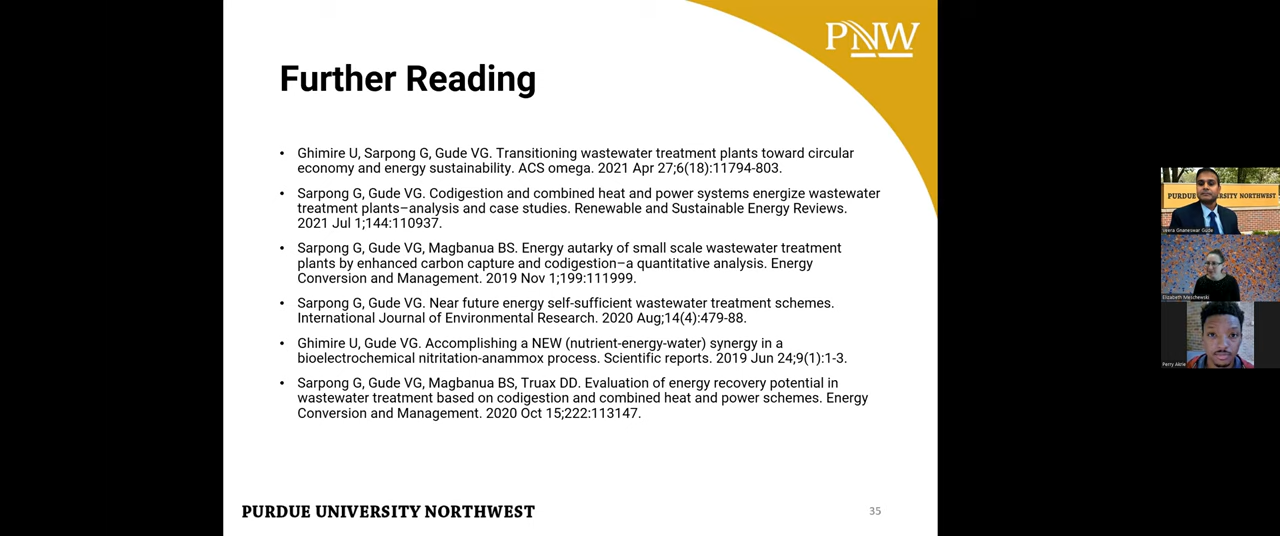 PNW
Further Reading
• Ghimire U, Sarpong G, Gude VG. Transitioning wastewater treatment plants toward circular
economy and energy sustainability. ACS omega. 2021 Apr 27;6(18):11794-803.
• Sarpong G, Gude VG. Codigestion and combined heat and power systems energize wastewater
treatment plants–analysis and case studies. Renewable and Sustainable Energy Reviews.
2021 Jul 1;144:110937.
• Sarpong G, Gude VG, Magbanua BS. Energy autarky of small scale wastewater treatment
plants by enhanced carbon capture and codigestion–a quantitative analysis. Energy
Conversion and Management. 2019 Nov 1;199:111999.
• Sarpong G, Gude VG. Near future energy self-sufficient wastewater treatment schemes.
International Journal of Environmental Research. 2020 Aug;14(4):479-88.
• Ghimire U, Gude VG. Accomplishing a NEW (nutrient-energy-water) synergy in a
bioelectrochemical nitritation-anammox process. Scientific reports. 2019 Jun 24;9(1):1-3.
• Sarpong G, Gude VG, Magbanua BS, Truax DD. Evaluation of energy recovery potential in
wastewater treatment based on codigestion and combined heat and power schemes. Energy
Conversion and Management. 2020 Oct 15;222:113147.
PURDUE UNIVERSITY NORTHWEST
35
PURDUE UNIVERSITY NORTHWEST
Veera Gnaneswar Gude
Elizabeth Meschewski